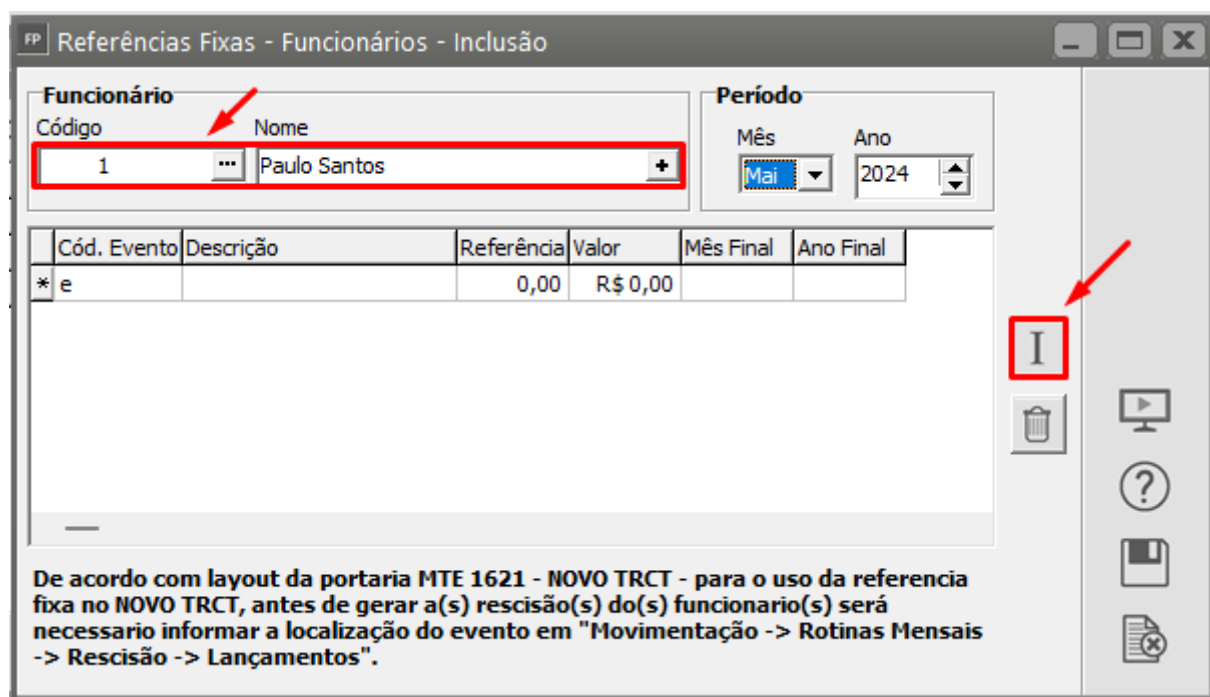 FP Referências Fixas - Funcionários - Inclusão
Funcionário
Período
Código Nome
Mês Ano
1 ... Paulo Santos +
Mai 2024
Cód. Evento Descrição Referência Valor Mês Final Ano Final
* e 0,00 R$ 0,00
I
De acordo com layout da portaria MTE 1621 - NOVO TRCT - para o uso da referencia
fixa no NOVO TRCT, antes de gerar a(s) rescisão(s) do(s) funcionario(s) será
necessario informar a localização do evento em "Movimentação -> Rotinas Mensais
-> Rescisão -> Lançamentos".